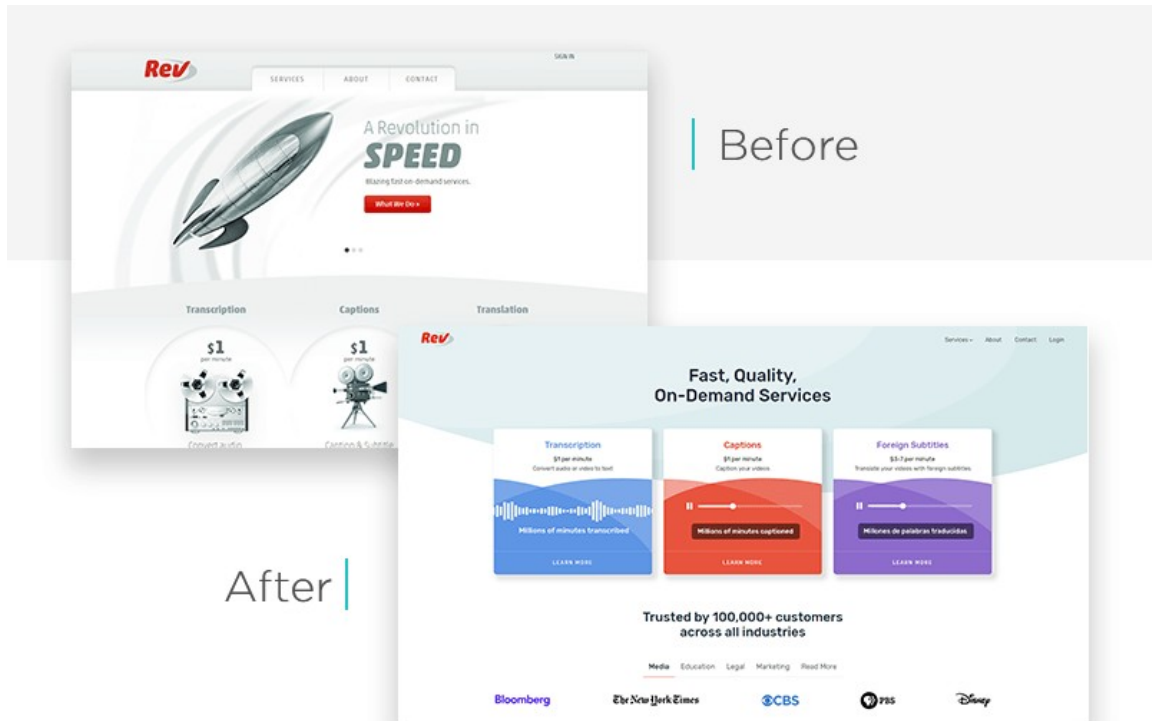 Rev
SIGN IN
SERVICES ABOUT CONTACT
A Revolution in
SPEED
Blazing fast on-demand services.
What We Do »
Before
Transcription Captions Translation
$1 $1
per minute per minute
Convert audio Caption & Subtitle
Rev
Services About Contact Login
Fast, Quality,
On-Demand Services
Transcription Captions Foreign Subtitles
$1 per minute $1 per minute $3-7 per minute
Convert audio or video to text Caption your videos Translate your videos with foreign subtitles
Millions of minutes transcribed Millions of minutes captioned Millones de palabras traducidas
LEARN MORE LEARN MORE LEARN MORE
After
Trusted by 100,000+ customers
across all industries
Media Education Legal Marketing Read More
Bloomberg The New York Times CBS PBS Disney